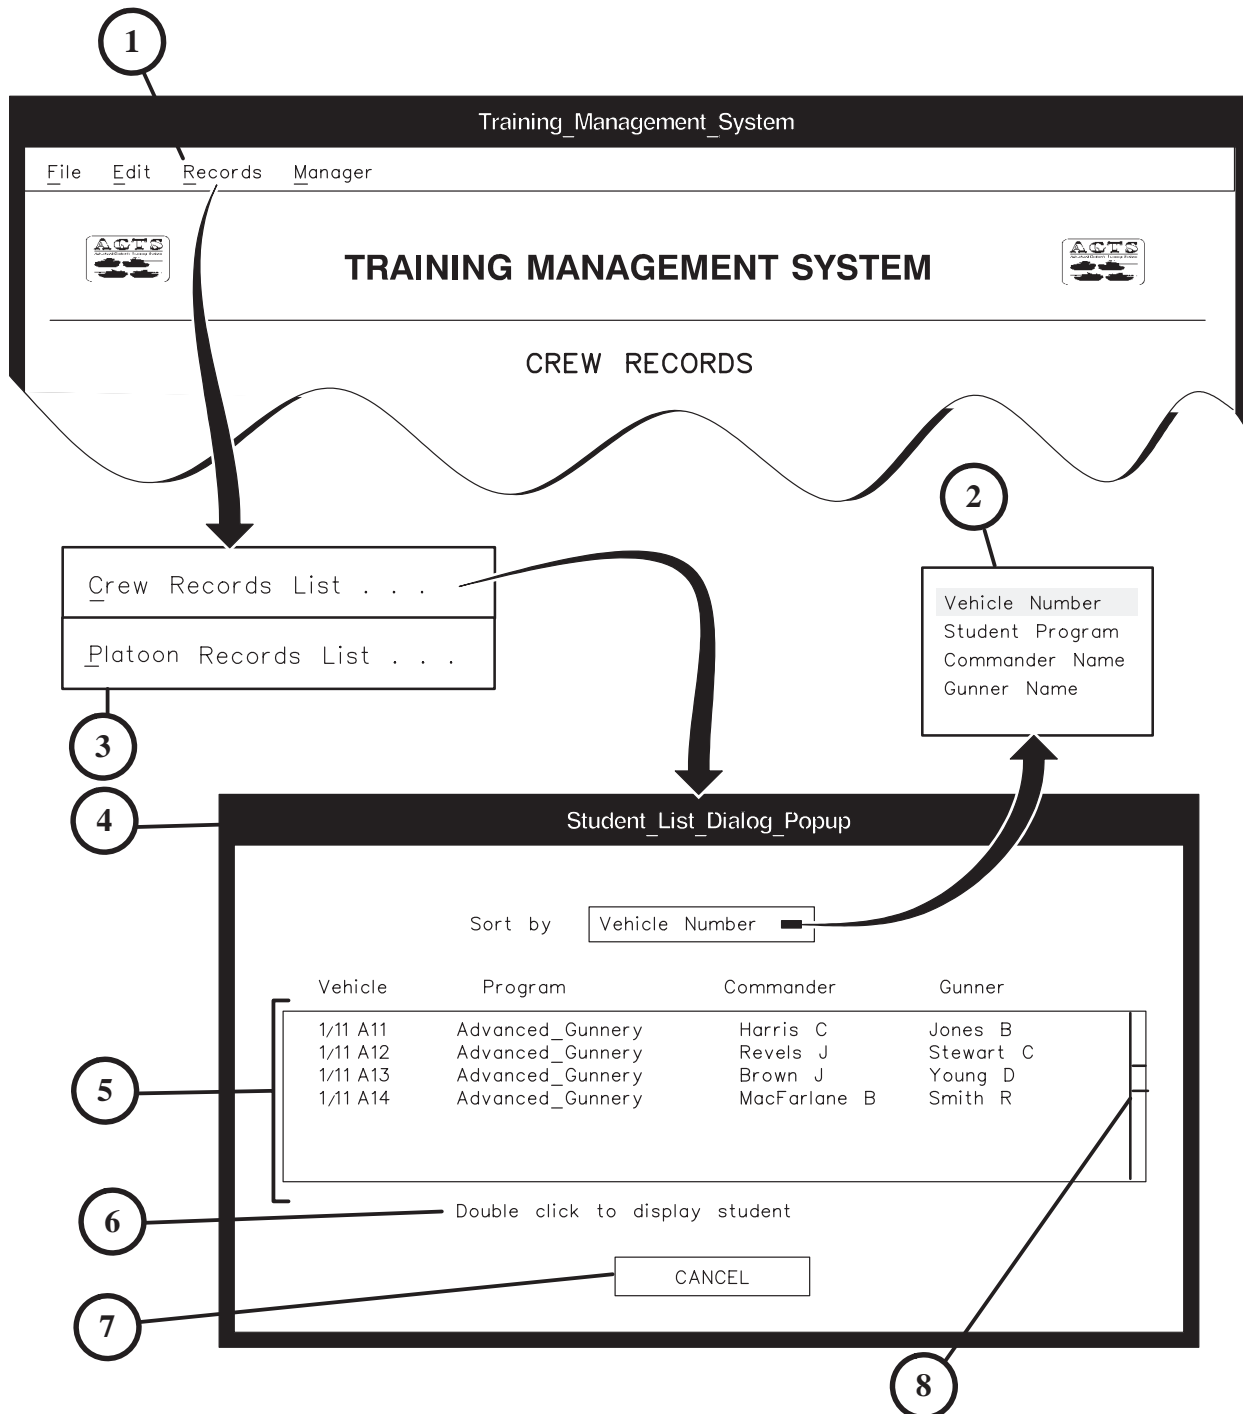 1
Training_Management_System
File Edit Records Manager
ACTS
TRAINING MANAGEMENT SYSTEM
ACTS
CREW RECORDS
2
Crew Records List . . .
Platoon Records List . . .
3
Vehicle Number
Student Program
Commander Name
Gunner Name
4
Student_List_Dialog_Popup
Sort by Vehicle Number
Vehicle Program Commander Gunner
1/11 A11 Advanced_Gunnery Harris C Jones B
1/11 A12 Advanced_Gunnery Revels J Stewart C
1/11 A13 Advanced_Gunnery Brown J Young D
1/11 A14 Advanced_Gunnery MacFarlane B Smith R
5
6
Double click to display student
CANCEL
7
8